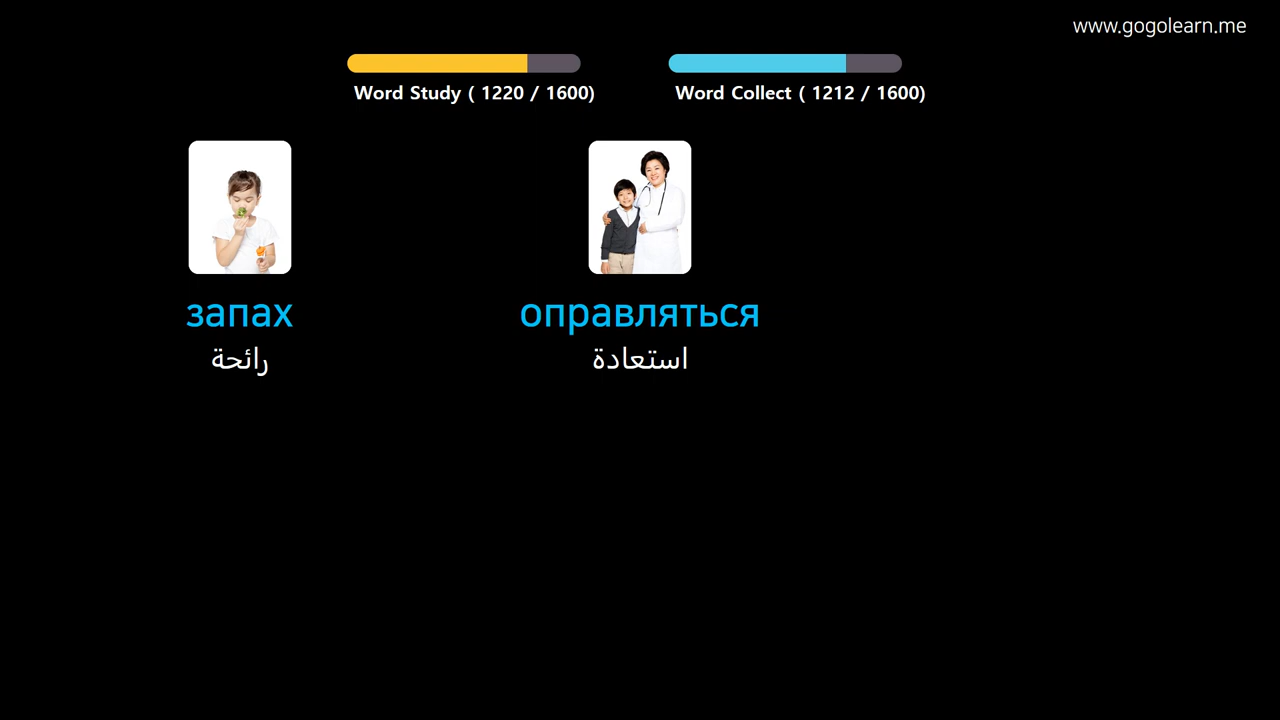 www.gogolearn.me
Word Study ( 1220 / 1600)
Word Collect ( 1212 / 1600)
запах
оправляться
رائحة
استعادة